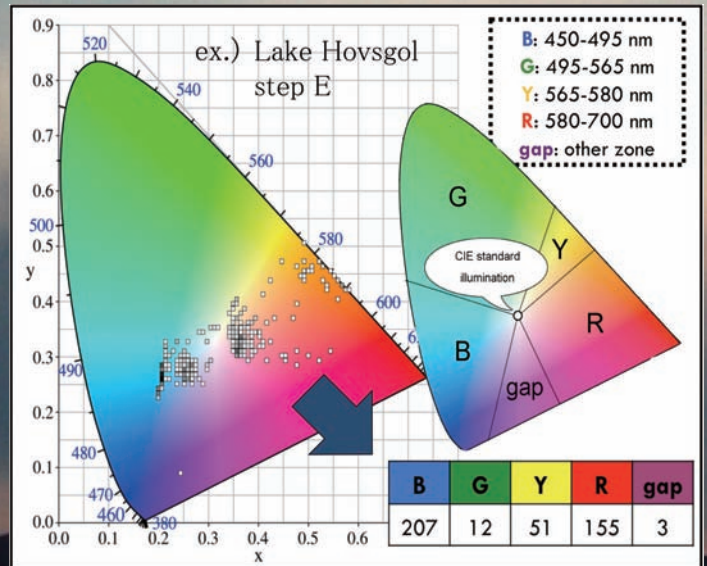 0.9
0.8
0.7
0.6
0.5
y
0.4
0.3
0.2
0.1
0.0
0.0 0.1 0.2 0.3 0.4 0.5 0.6
x
520
540
560
580
600
500
490
480
470
460
380
ex.) Lake Hovsgol
step E
B: 450-495 nm
G: 495-565 nm
Y: 565-580 nm
R: 580-700 nm
gap: other zone
G
Y
CIE standard
illumination
R
B
gap
B G Y R gap
207 12 51 155 3